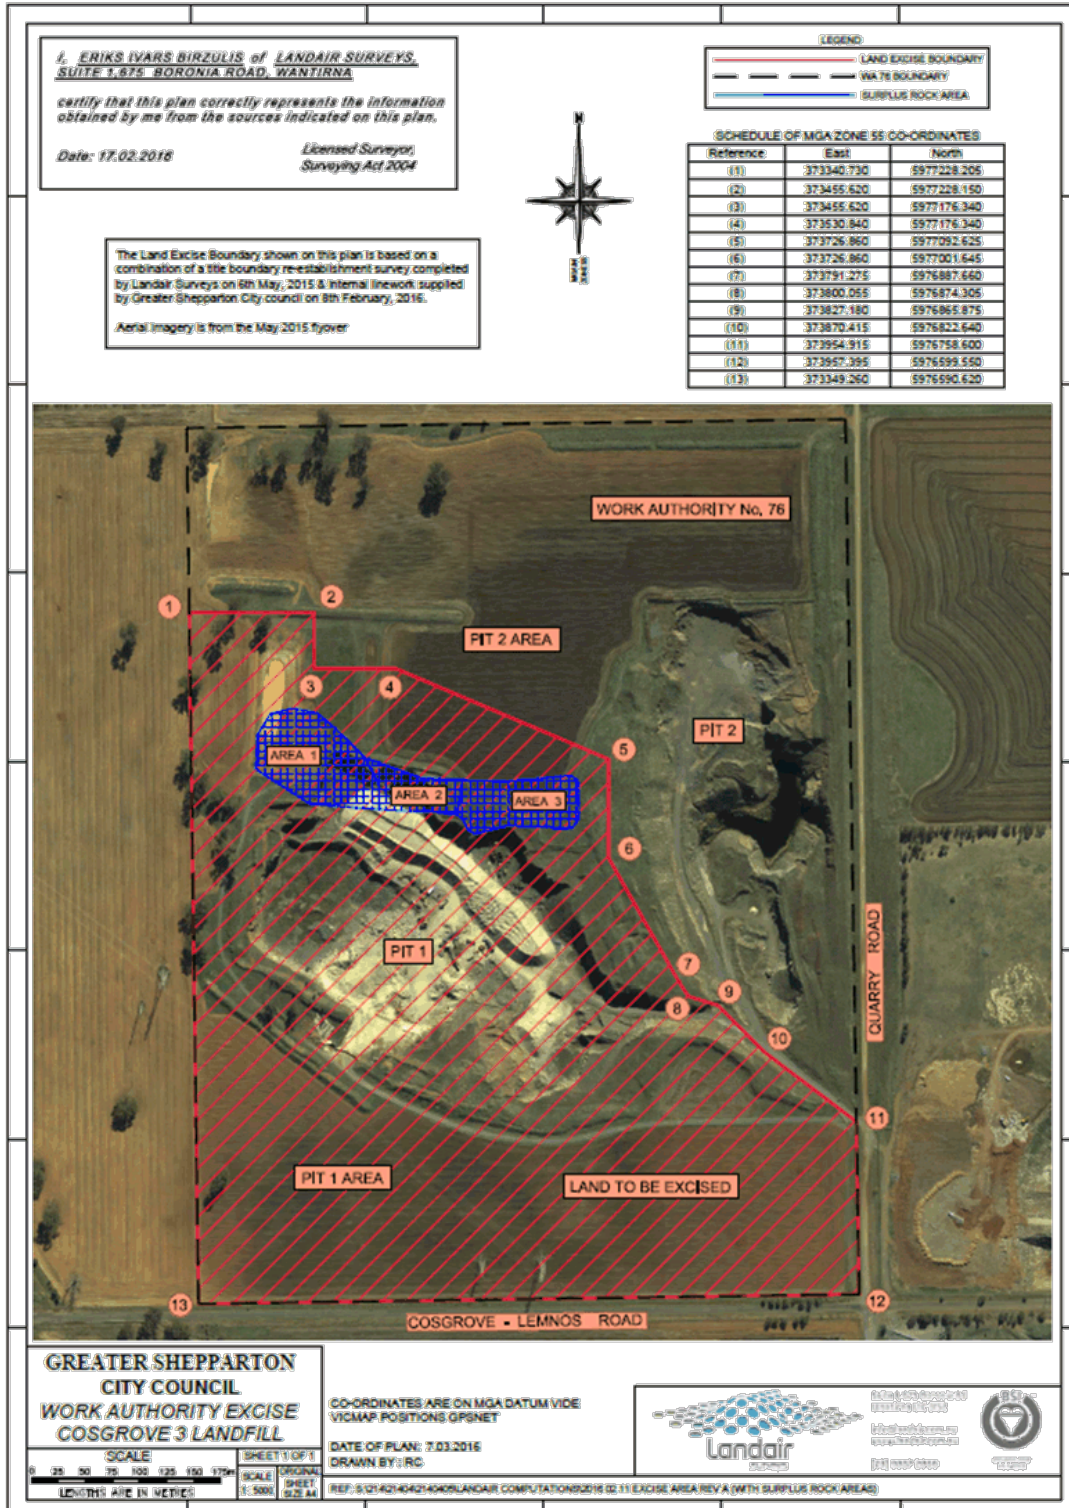 I, ERIKS IVARS BIRZULIS of LANDAIR SURVEYS,
SUITE 1,675 BORONIA ROAD, WANTIRNA
certify that this plan correctly represents the information
obtained by me from the sources indicated on this plan.
Date: 17.02.2016
Licensed Surveyor,
Surveying Act 2004
The Land Excise Boundary shown on this plan is based on a
combination of a title boundary re-establishment survey completed
by Landair Surveys on 6th May, 2015 & internal linework supplied
by Greater Shepparton City council on 8th February, 2016.
Aerial imagery is from the May 2015 flyover
N
LEGEND
LAND EXCISE BOUNDARY
WA 76 BOUNDARY
SURPLUS ROCK AREA
SCHEDULE OF MGA ZONE 55 CO-ORDINATES
Reference East North
(1) 373340.730 5977228.205
(2) 373455.620 5977228.150
(3) 373455.620 5977176.340
(4) 373530.840 5977176.340
(5) 373726.860 5977092.625
(6) 373726.860 5977001.645
(7) 373791.275 5976887.660
(8) 373800.055 5976874.305
(9) 373827.180 5976865.875
(10) 373870.415 5976822.640
(11) 373954.915 5976758.600
(12) 373957.395 5976599.550
(13) 373349.260 5976590.620
WORK AUTHORITY No. 76
1
2
PIT 2 AREA
3
4
PIT 2
5
AREA 1
AREA 2
AREA 3
6
PIT 1
7
8
9
10
QUARRY ROAD
11
PIT 1 AREA
LAND TO BE EXCISED
12
13
COSGROVE - LEMNOS ROAD
GREATER SHEPPARTON
CITY COUNCIL
WORK AUTHORITY EXCISE
COSGROVE 3 LANDFILL
SCALE
0 25 50 75 100 125 150 175m
LENGTHS ARE IN METRES
SHEET 1 OF 1
SCALE
1: 5000
ORIGINAL
SHEET
SIZE A4
CO-ORDINATES ARE ON MGA DATUM VIDE
VICMAP POSITIONS GPSNET
DATE OF PLAN: 7.03.2016
DRAWN BY: RC
Landair
BSI